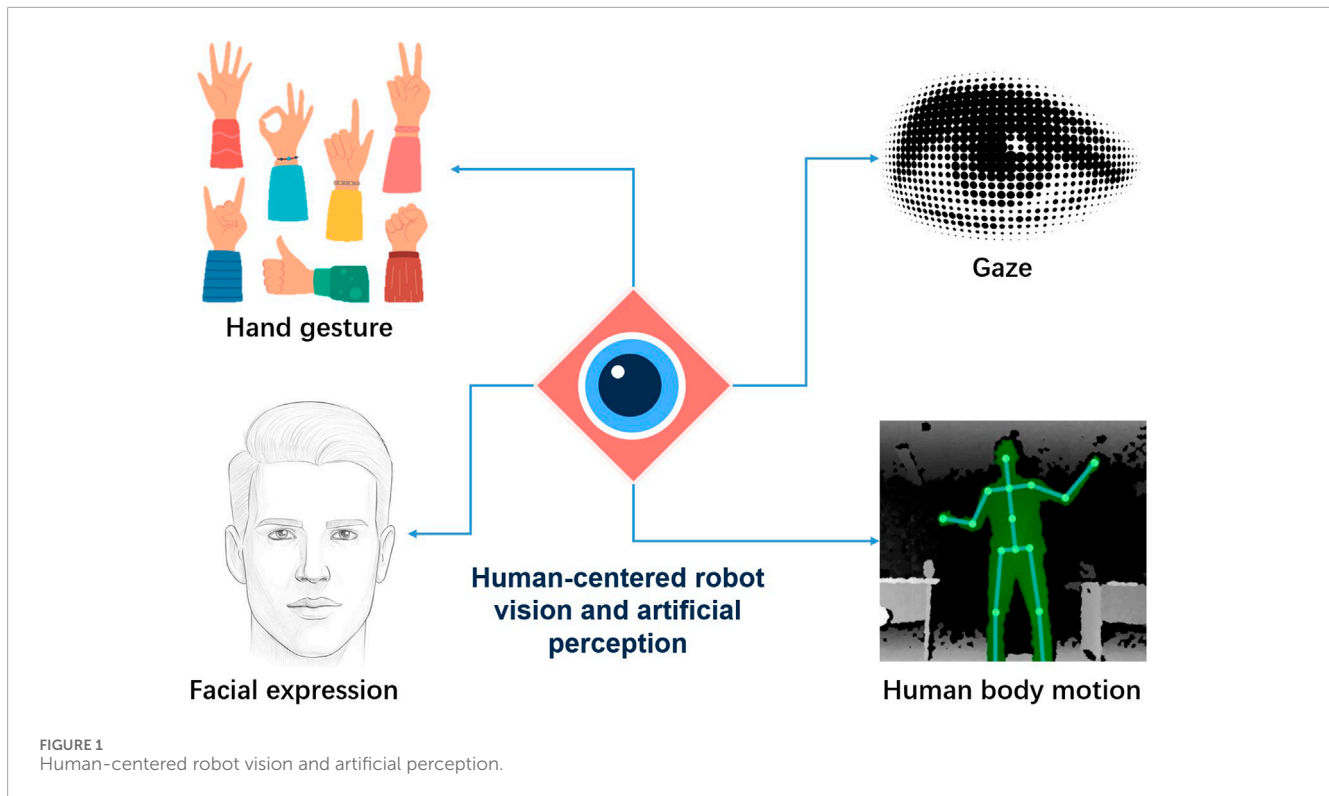 Hand gesture
Gaze
Facial expression
Human-centered robot
vision and artificial
perception
Human body motion
FIGURE 1
Human-centered robot vision and artificial perception.